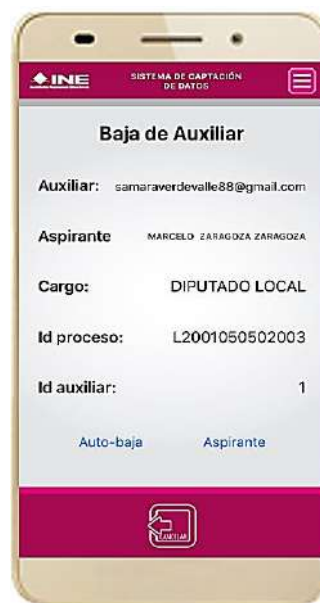 INE
SISTEMA DE CAPTACIÓN
DE DATOS
Baja de Auxiliar
Auxiliar: samaraverdevalle88@gmail.com
Aspirante MARCELO ZARAGOZA ZARAGOZA
Cargo: DIPUTADO LOCAL
Id proceso: L2001050502003
Id auxiliar: 1
Auto-baja Aspirante
CANCELAR